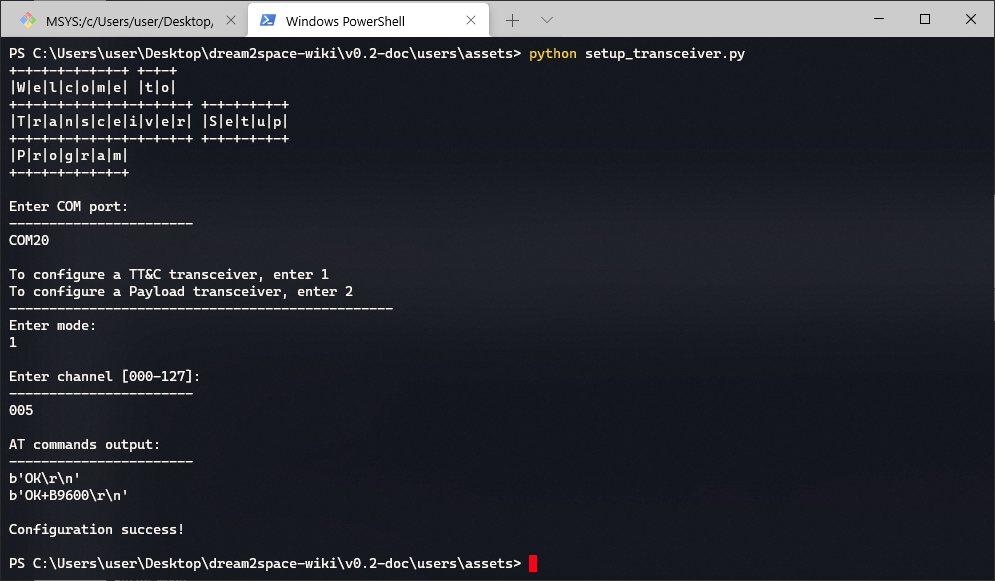 MSYS:/c/Users/user/Desktop/
Windows PowerShell
PS C:\Users\user\Desktop\dream2space-wiki\v0.2-doc\users\assets> python setup_transceiver.py
+-+-+-+-+-+-+-+ +-+-+
|W|e|l|c|o|m|e| |t|o|
+-+-+-+-+-+-+-+-+-+-+-+ +-+-+-+-+-+
|T|r|a|n|s|c|e|i|v|e|r| |S|e|t|u|p|
+-+-+-+-+-+-+-+-+-+-+-+ +-+-+-+-+-+
|P|r|o|g|r|a|m|
+-+-+-+-+-+-+-+
Enter COM port:
-----------------------
COM20
To configure a TT&C transceiver, enter 1
To configure a Payload transceiver, enter 2
------------------------------------------------
Enter mode:
1
Enter channel [000-127]:
-----------------------
005
AT commands output:
-----------------------
b'OK\r\n'
b'OK+B9600\r\n'
Configuration success!
PS C:\Users\user\Desktop\dream2space-wiki\v0.2-doc\users\assets>